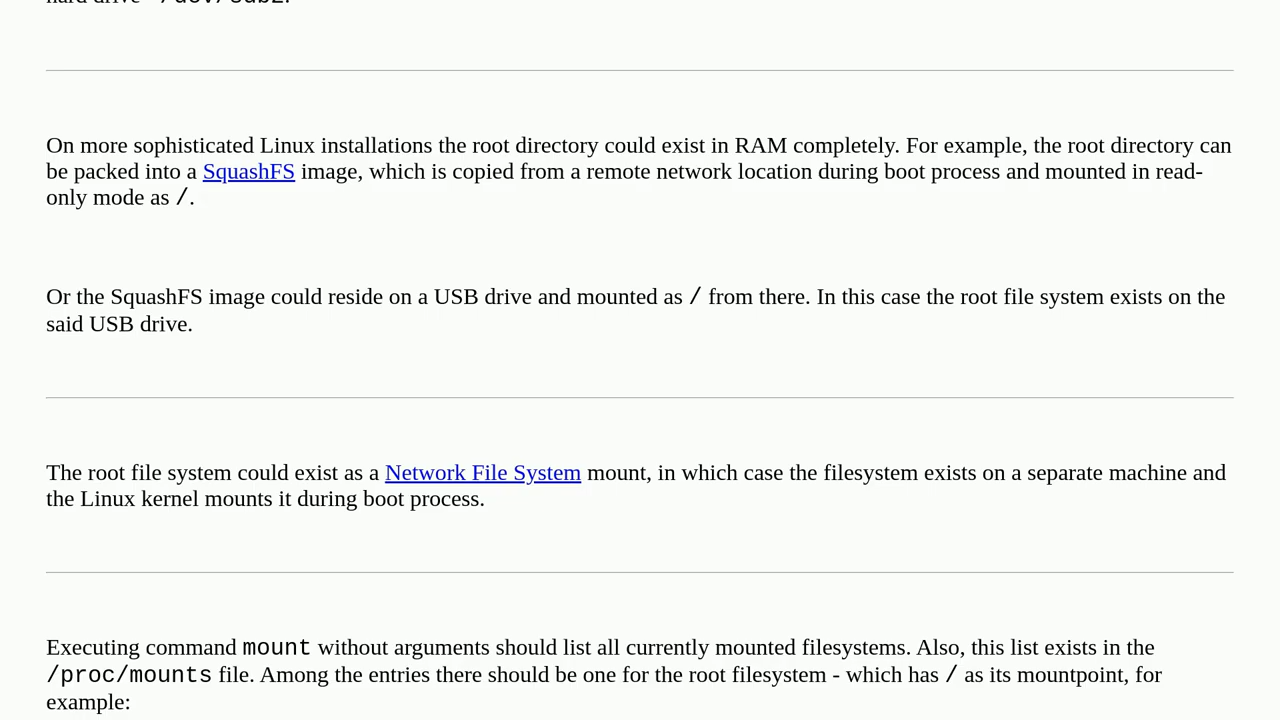 On more sophisticated Linux installations the root directory could exist in RAM completely. For example, the root directory can
be packed into a SquashFS image, which is copied from a remote network location during boot process and mounted in read-
only mode as /.
Or the SquashFS image could reside on a USB drive and mounted as / from there. In this case the root file system exists on the
said USB drive.
The root file system could exist as a Network File System mount, in which case the filesystem exists on a separate machine and
the Linux kernel mounts it during boot process.
Executing command mount without arguments should list all currently mounted filesystems. Also, this list exists in the
/proc/mounts file. Among the entries there should be one for the root filesystem - which has / as its mountpoint, for
example: